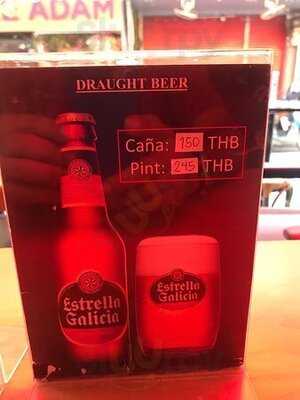 ADAM
DRAUGHT BEER
Caña: 150 THB
Pint: 245 THB
Estrella
Galicia
Estrella
Galicia